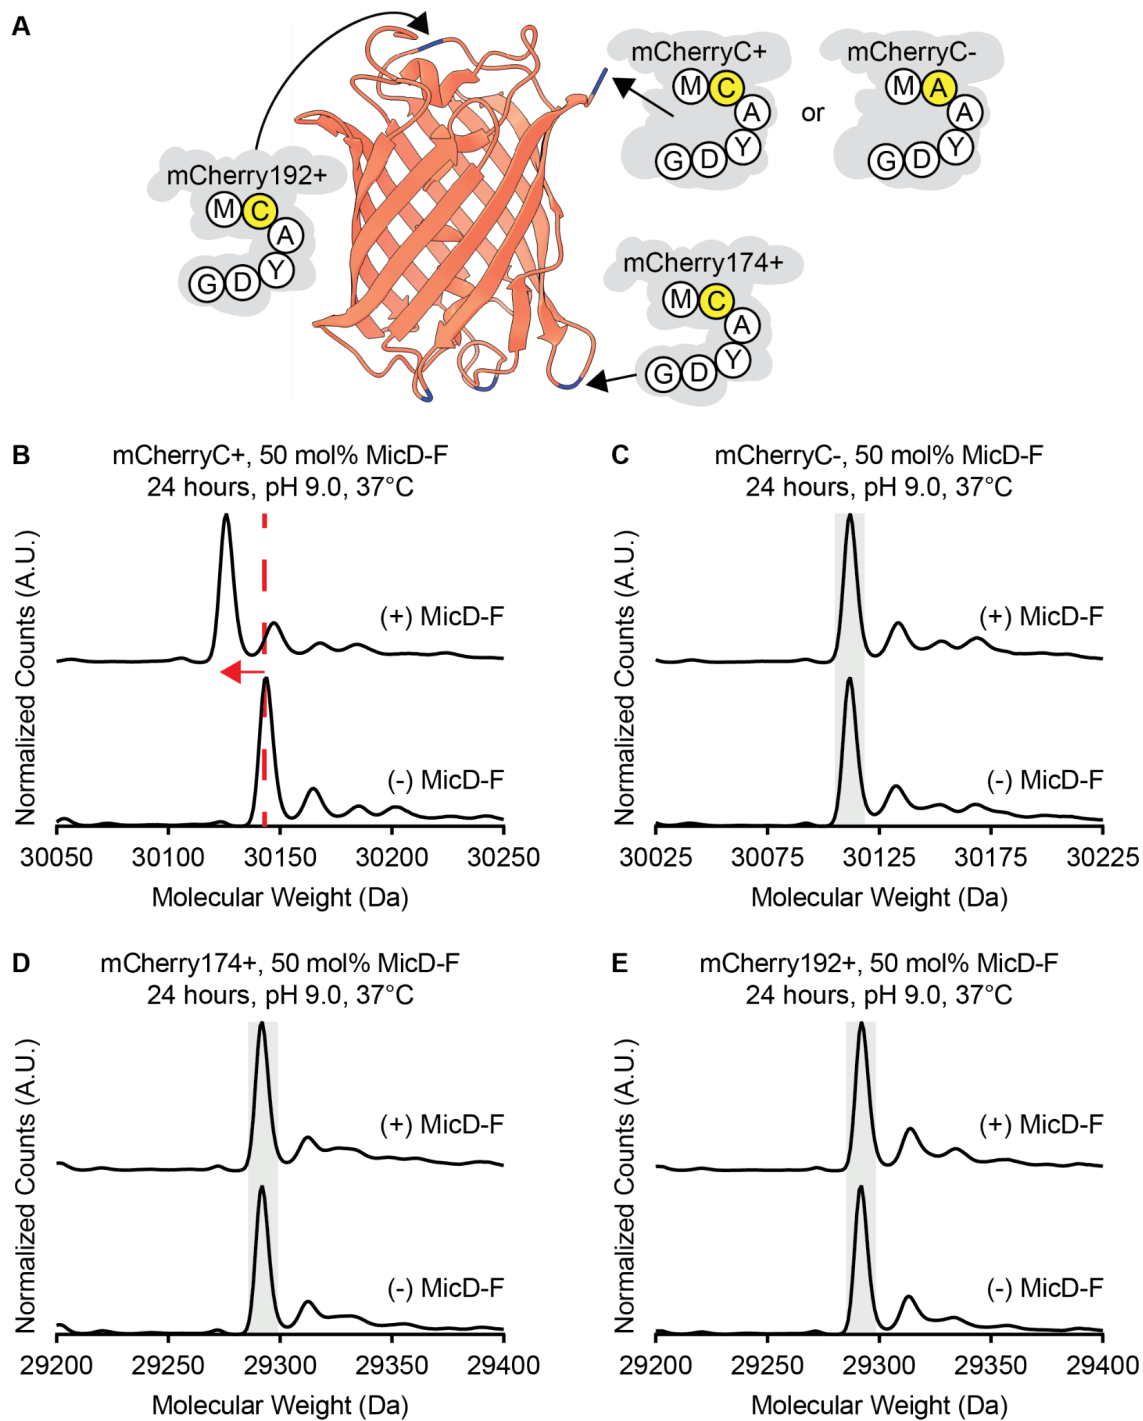 A
mCherryC+
M C A Y D G
or
mCherryC-
M A A Y D G
mCherry192+
M C A Y D G
mCherry174+
M C A Y D G
B
mCherryC+, 50 mol% MicD-F
24 hours, pH 9.0, 37°C
Normalized Counts (A.U.)
(+) MicD-F
(-) MicD-F
30050 30100 30150 30200 30250
Molecular Weight (Da)
C
mCherryC-, 50 mol% MicD-F
24 hours, pH 9.0, 37°C
Normalized Counts (A.U.)
(+) MicD-F
(-) MicD-F
30025 30075 30125 30175 30225
Molecular Weight (Da)
D
mCherry174+, 50 mol% MicD-F
24 hours, pH 9.0, 37°C
Normalized Counts (A.U.)
(+) MicD-F
(-) MicD-F
29200 29250 29300 29350 29400
Molecular Weight (Da)
E
mCherry192+, 50 mol% MicD-F
24 hours, pH 9.0, 37°C
Normalized Counts (A.U.)
(+) MicD-F
(-) MicD-F
29200 29250 29300 29350 29400
Molecular Weight (Da)